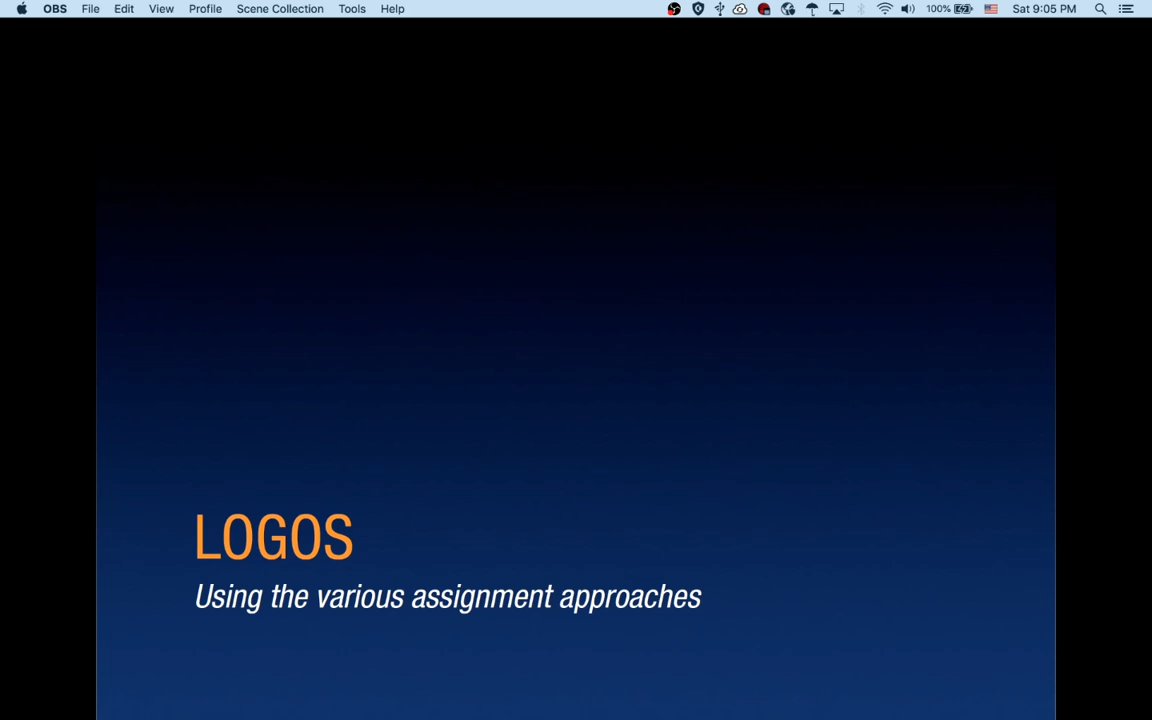 OBS File Edit View Profile Scene Collection Tools Help 100% Sat 9:05 PM
LOGOS
Using the various assignment approaches